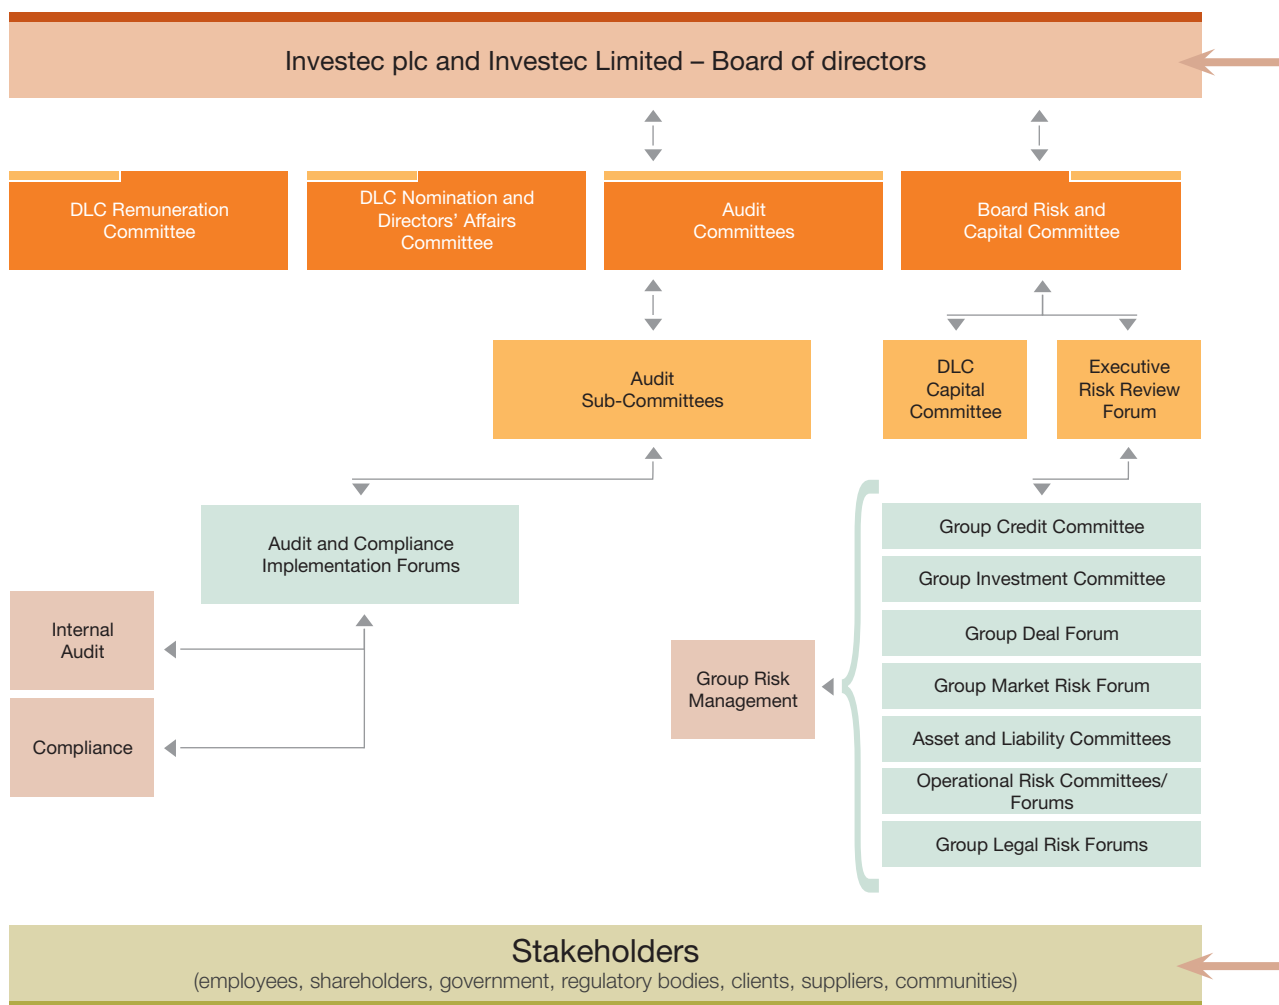 Investec plc and Investec Limited – Board of directors
DLC Remuneration
Committee
DLC Nomination and
Directors’ Affairs
Committee
Audit
Committees
Board Risk and
Capital Committee
Audit
Sub-Committees
DLC
Capital
Committee
Executive
Risk Review
Forum
Audit and Compliance
Implementation Forums
Internal
Audit
Compliance
Group Risk
Management
Group Credit Committee
Group Investment Committee
Group Deal Forum
Group Market Risk Forum
Asset and Liability Committees
Operational Risk Committees/
Forums
Group Legal Risk Forums
Stakeholders
(employees, shareholders, government, regulatory bodies, clients, suppliers, communities)